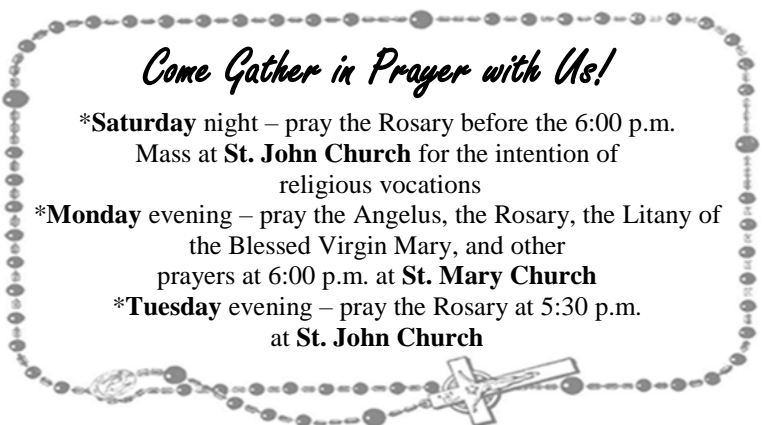 Come Gather in Prayer with Us!
*Saturday night – pray the Rosary before the 6:00 p.m.
Mass at St. John Church for the intention of
religious vocations
*Monday evening – pray the Angelus, the Rosary, the Litany of
the Blessed Virgin Mary, and other
prayers at 6:00 p.m. at St. Mary Church
*Tuesday evening – pray the Rosary at 5:30 p.m.
at St. John Church